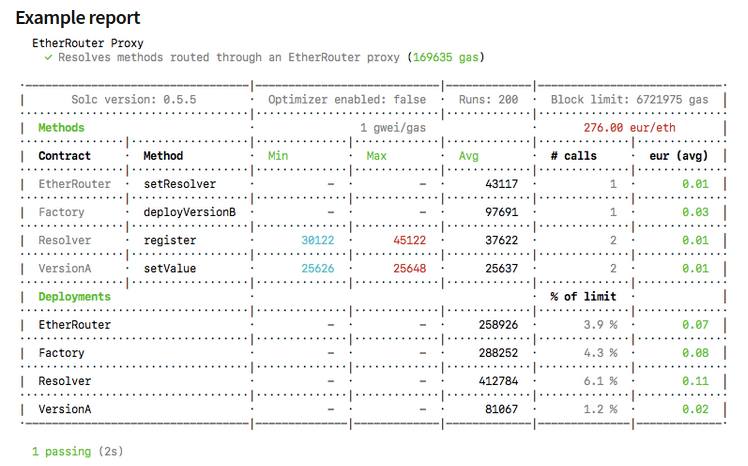 Example report
EtherRouter Proxy
✓ Resolves methods routed through an EtherRouter proxy (169635 gas)
Solc version: 0.5.5 · Optimizer enabled: false · Runs: 200 · Block limit: 6721975 gas
Methods · 1 gwei/gas · 276.00 eur/eth
Contract · Method · Min · Max · Avg · # calls · eur (avg)
EtherRouter · setResolver · – · – · 43117 · 1 · 0.01
Factory · deployVersionB · – · – · 97691 · 1 · 0.03
Resolver · register · 30122 · 45122 · 37622 · 2 · 0.01
VersionA · setValue · 25626 · 25648 · 25637 · 2 · 0.01
Deployments · % of limit ·
EtherRouter · – · – · 258926 · 3.9 % · 0.07
Factory · – · – · 288252 · 4.3 % · 0.08
Resolver · – · – · 412784 · 6.1 % · 0.11
VersionA · – · – · 81067 · 1.2 % · 0.02
1 passing (2s)